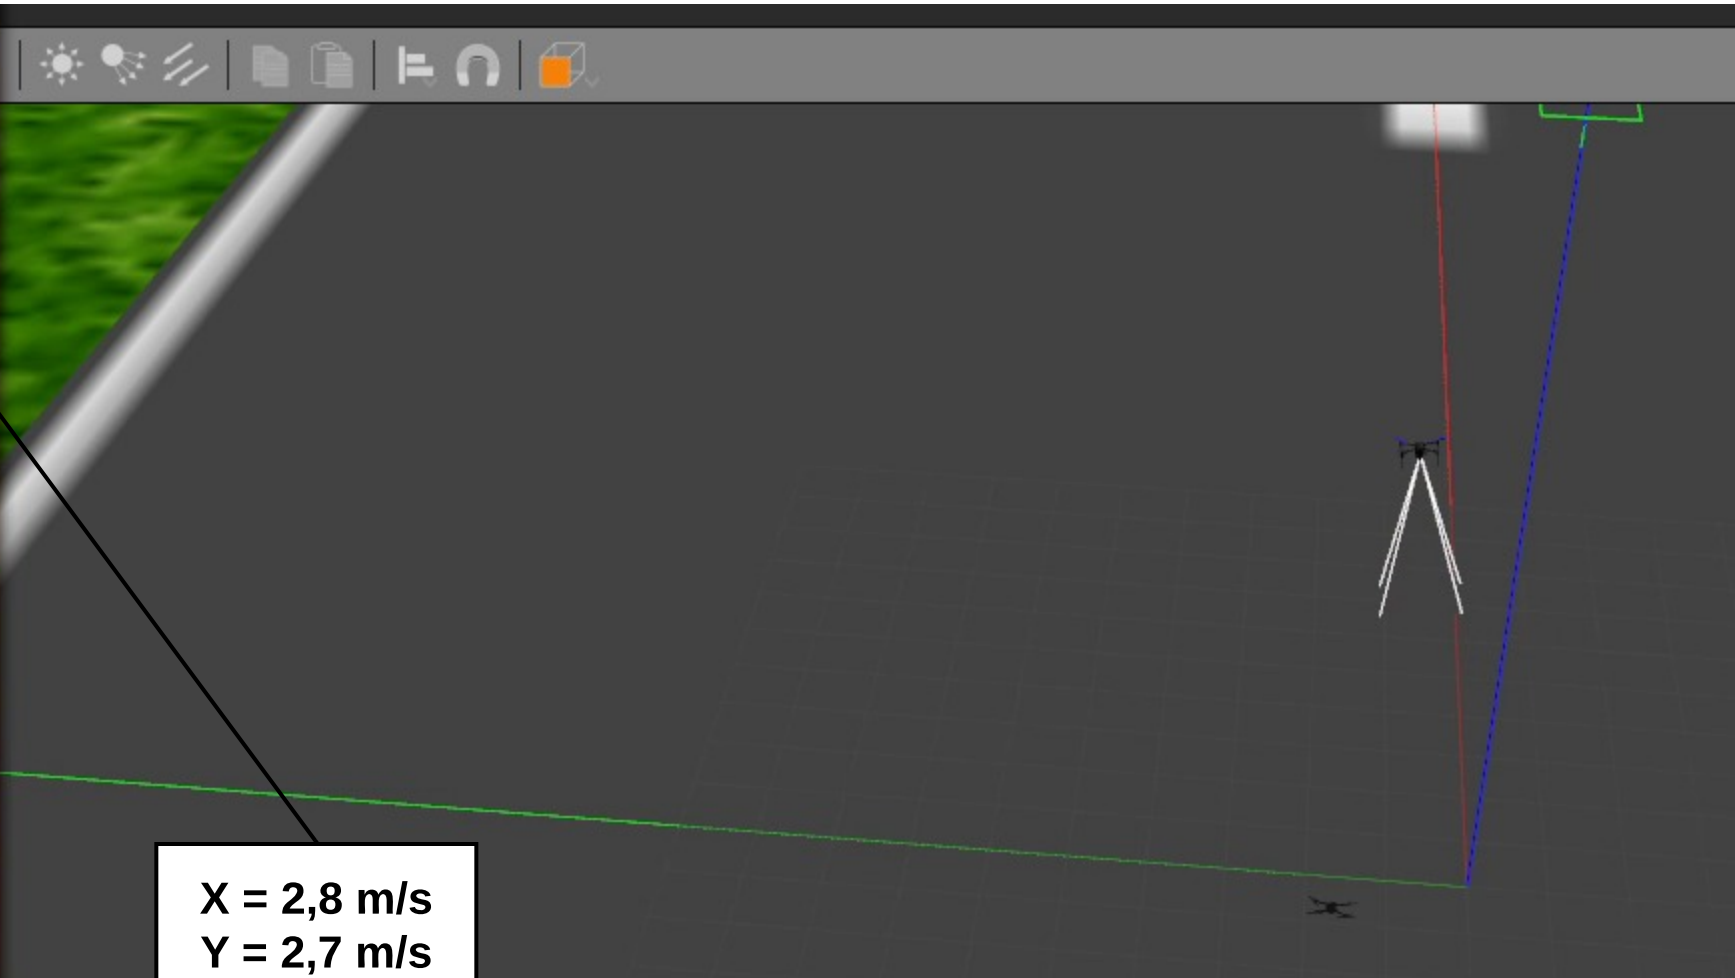 X = 2,8 m/s
Y = 2,7 m/s